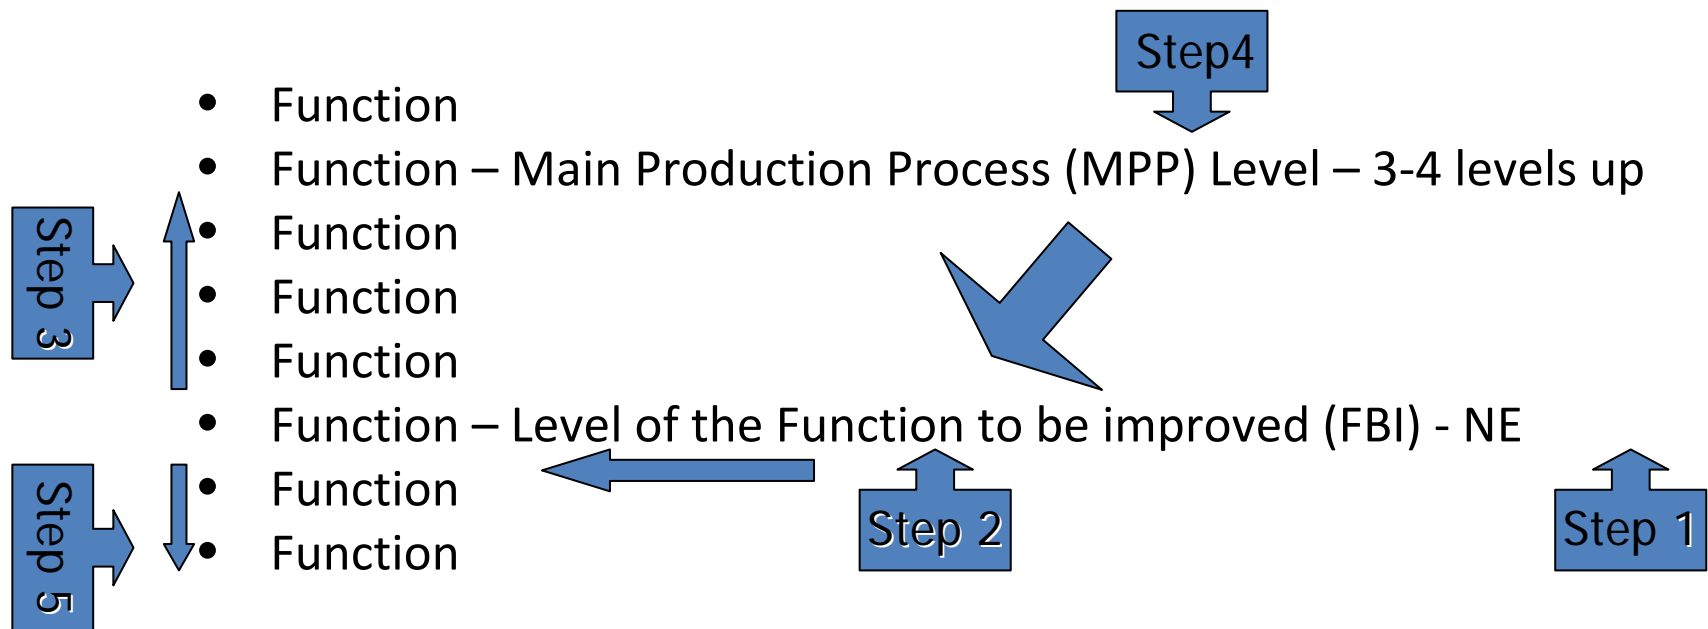 Step4
• Function
• Function – Main Production Process (MPP) Level – 3-4 levels up
• Function
Step 3
• Function
• Function
• Function – Level of the Function to be improved (FBI) - NE
• Function
Step 5
Step 2
Step 1
• Function